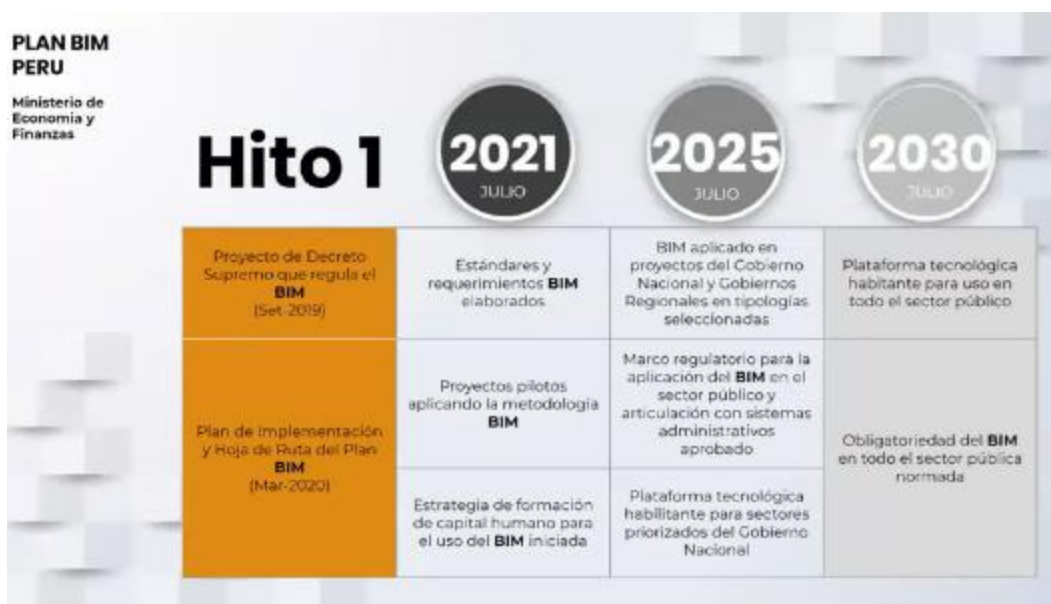 PLAN BIM
PERU
Ministerio de
Economia y
Finanzas
Hito 1
2021
JULIO
2025
JULIO
2030
JULIO
Proyecto de Decreto
Supremo que regula el
BIM
(Set-2019)
Estándares y
requerimientos BIM
elaborados
BIM aplicado en
proyectos del Gobierno
Nacional y Gobiernos
Regionales en tipologías
seleccionadas
Plataforma tecnológica
habitante para uso en
todo el sector público
Plan de Implementación
y Hoja de Ruta del Plan
BIM
(Mar-2020)
Proyectos pilotos
aplicando la metodología
BIM
Marco regulatorio para la
aplicación del BIM en el
sector público y
articulación con sistemas
administrativos
aprobado
Obligatoriedad del BIM
en todo el sector pública
normada
Estrategia de formación
de capital humano para
el uso del BIM iniciada
Plataforma tecnológica
habilitante para sectores
priorizados del Gobierno
Nacional